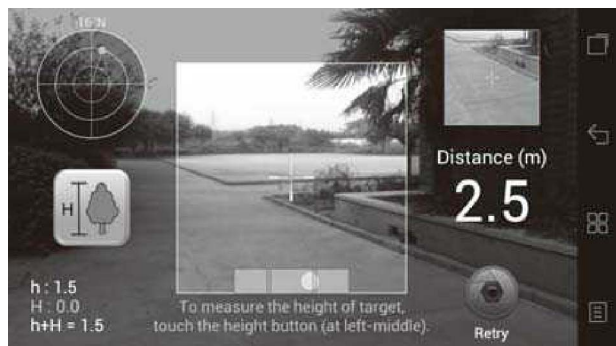 16 N
H
Distance (m)
2.5
h : 1.5
H : 0.0
h+H = 1.5
To measure the height of target,
touch the height button (at left-middle).
Retry